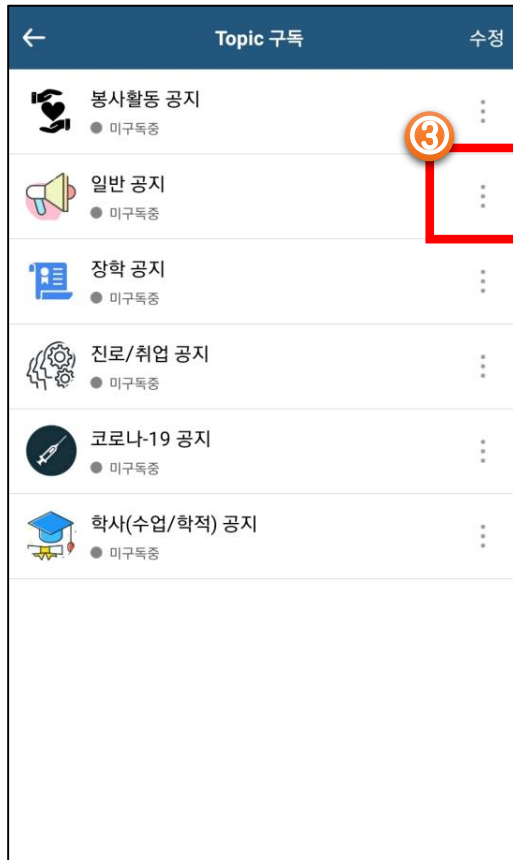 ← Topic 구독 수정
봉사활동 공지
● 미구독중
③
일반 공지
● 미구독중
장학 공지
● 미구독중
진로/취업 공지
● 미구독중
코로나-19 공지
● 미구독중
학사(수업/학적) 공지
● 미구독중